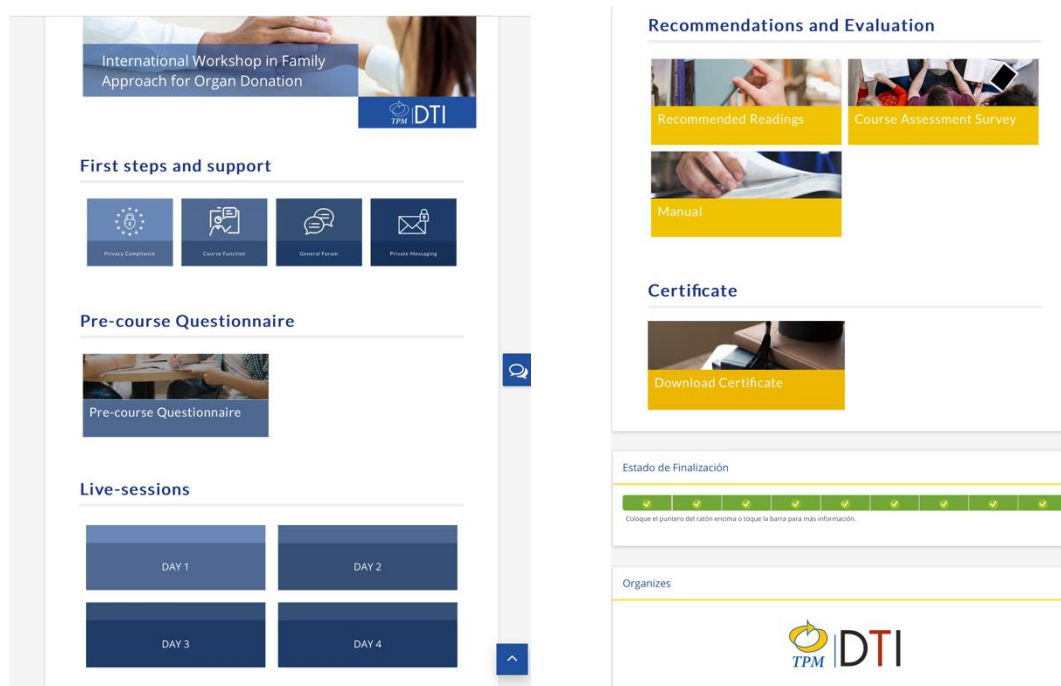 International Workshop in Family
Approach for Organ Donation
TPM DTI
First steps and support
Privacy Compliance
Course Function
General Forum
Private Messaging
Pre-course Questionnaire
Pre-course Questionnaire
Live-sessions
DAY 1
DAY 2
DAY 3
DAY 4
Recommendations and Evaluation
Recommended Readings
Course Assessment Survey
Manual
Certificate
Download Certificate
Estado de Finalización
Coloque el puntero del ratón encima o toque la barra para más información.
Organizes
TPM DTI